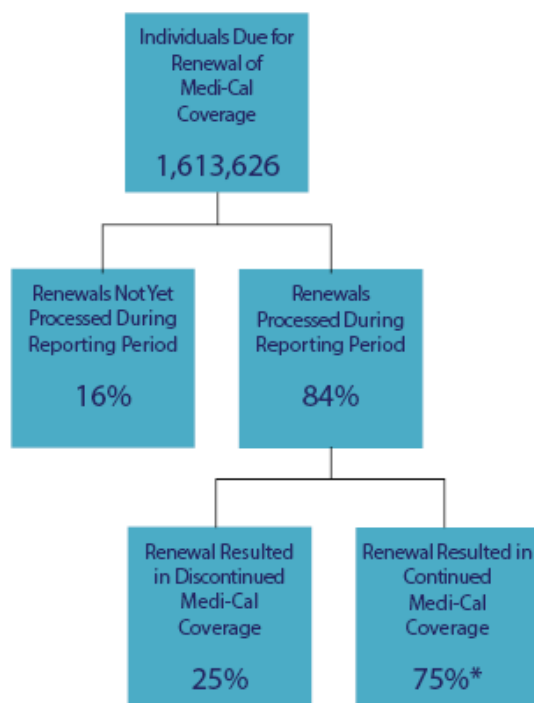 Individuals Due for
Renewal of
Medi-Cal
Coverage
1,613,626
Renewals Not Yet
Processed During
Reporting Period
16%
Renewals
Processed During
Reporting Period
84%
Renewal Resulted
in Discontinued
Medi-Cal
Coverage
25%
Renewal Resulted in
Continued
Medi-Cal
Coverage
75%*